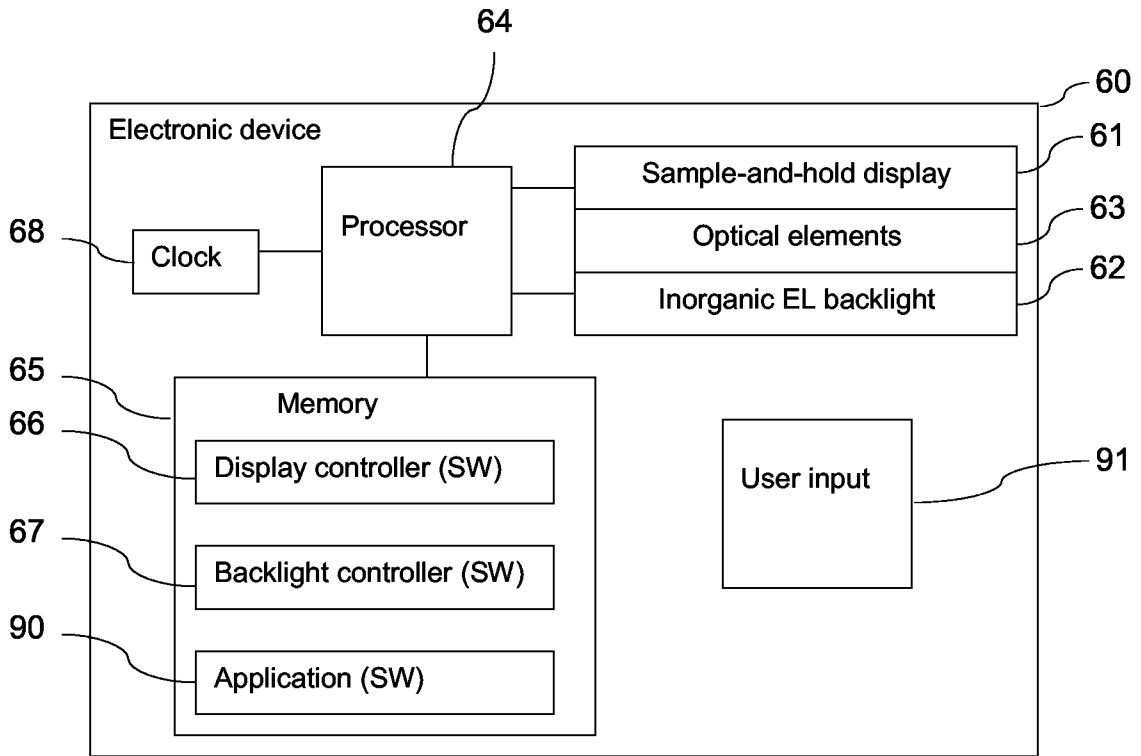 64
60
Electronic device
61
Sample-and-hold display
Processor
63
68
Optical elements
Clock
62
Inorganic EL backlight
65
Memory
66
Display controller (SW)
User input
91
67
Backlight controller (SW)
90
Application (SW)